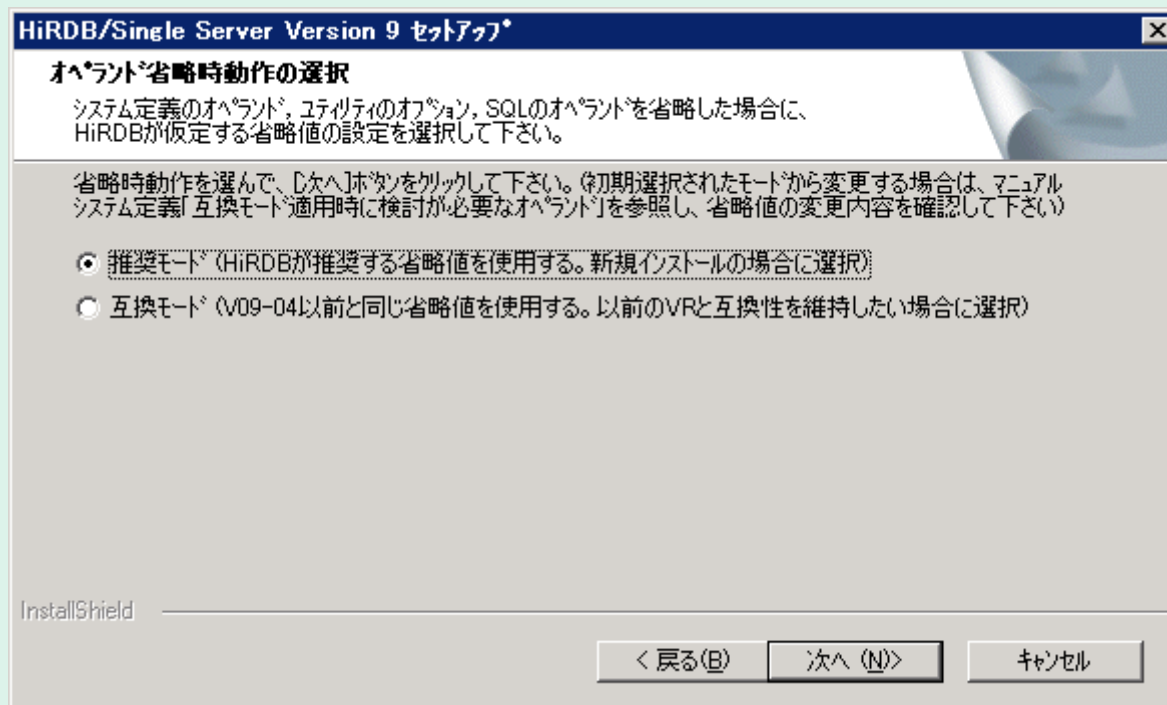 HiRDB/Single Server Version 9 ｾｯﾄｱｯﾌﾟ
ｵﾍﾟﾗﾝﾄﾞ省略時動作の選択
ｼｽﾃﾑ定義のｵﾍﾟﾗﾝﾄﾞ, ﾕﾃｨﾘﾃｨのｵﾌﾟｼｮﾝ, SQLのｵﾍﾟﾗﾝﾄﾞを省略した場合に、
HiRDBが仮定する省略値の設定を選択して下さい。
省略時動作を選んで、[次へ]ﾎﾞﾀﾝをｸﾘｯｸして下さい。(初期選択されたﾓｰﾄﾞから変更する場合は、ﾏﾆｭｱﾙ
ｼｽﾃﾑ定義｢互換ﾓｰﾄﾞ適用時に検討が必要なｵﾍﾟﾗﾝﾄﾞ｣を参照し、省略値の変更内容を確認して下さい)
推奨ﾓｰﾄﾞ(HiRDBが推奨する省略値を使用する。新規ｲﾝｽﾄｰﾙの場合に選択)
互換ﾓｰﾄﾞ(V09-04以前と同じ省略値を使用する。以前のVRと互換性を維持したい場合に選択)
InstallShield
< 戻る(B) 次へ (N)> ｷｬﾝｾﾙ